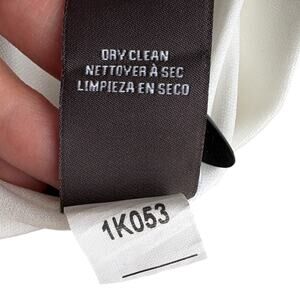 DRY CLEAN
NETTOYER À SEC
LIMPIEZA EN SECO
1K053